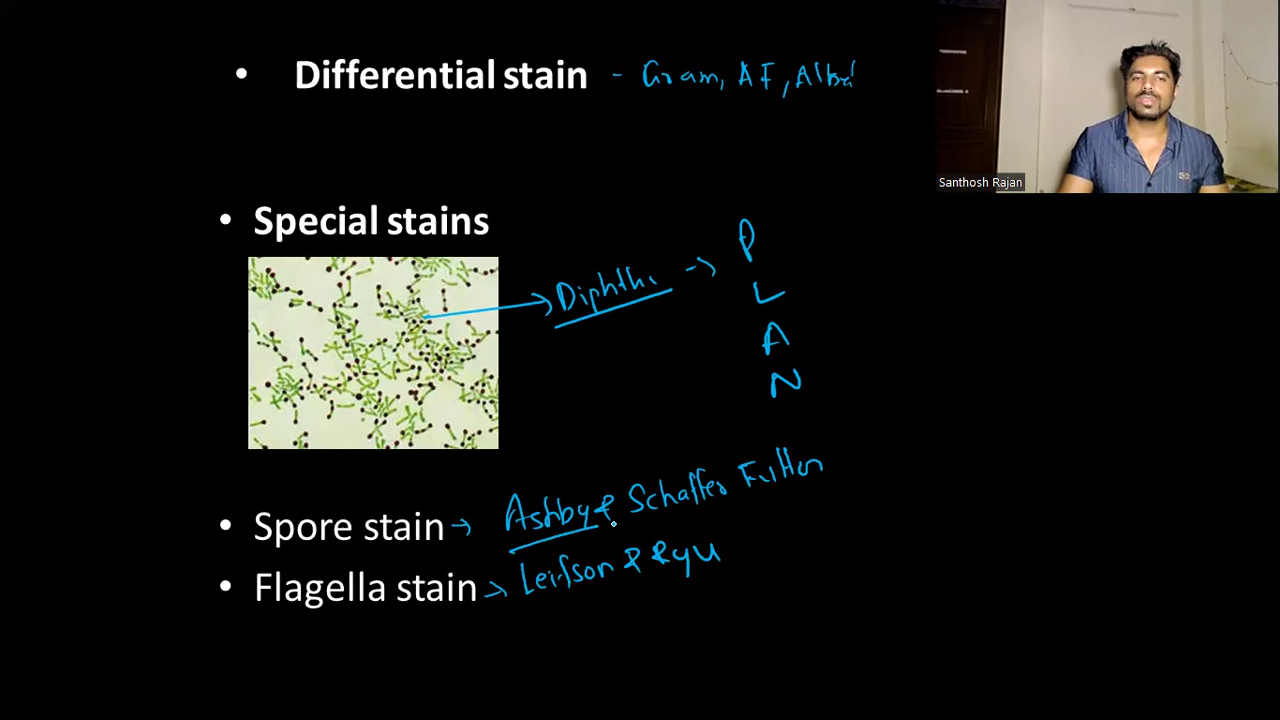 • Differential stain - Gram, AF, Albert
Santhosh Rajan
• Special stains
Diphth. → P
L
A
N
• Spore stain → Ashby & Schaffer Fulton
• Flagella stain → Leifson & Ryu